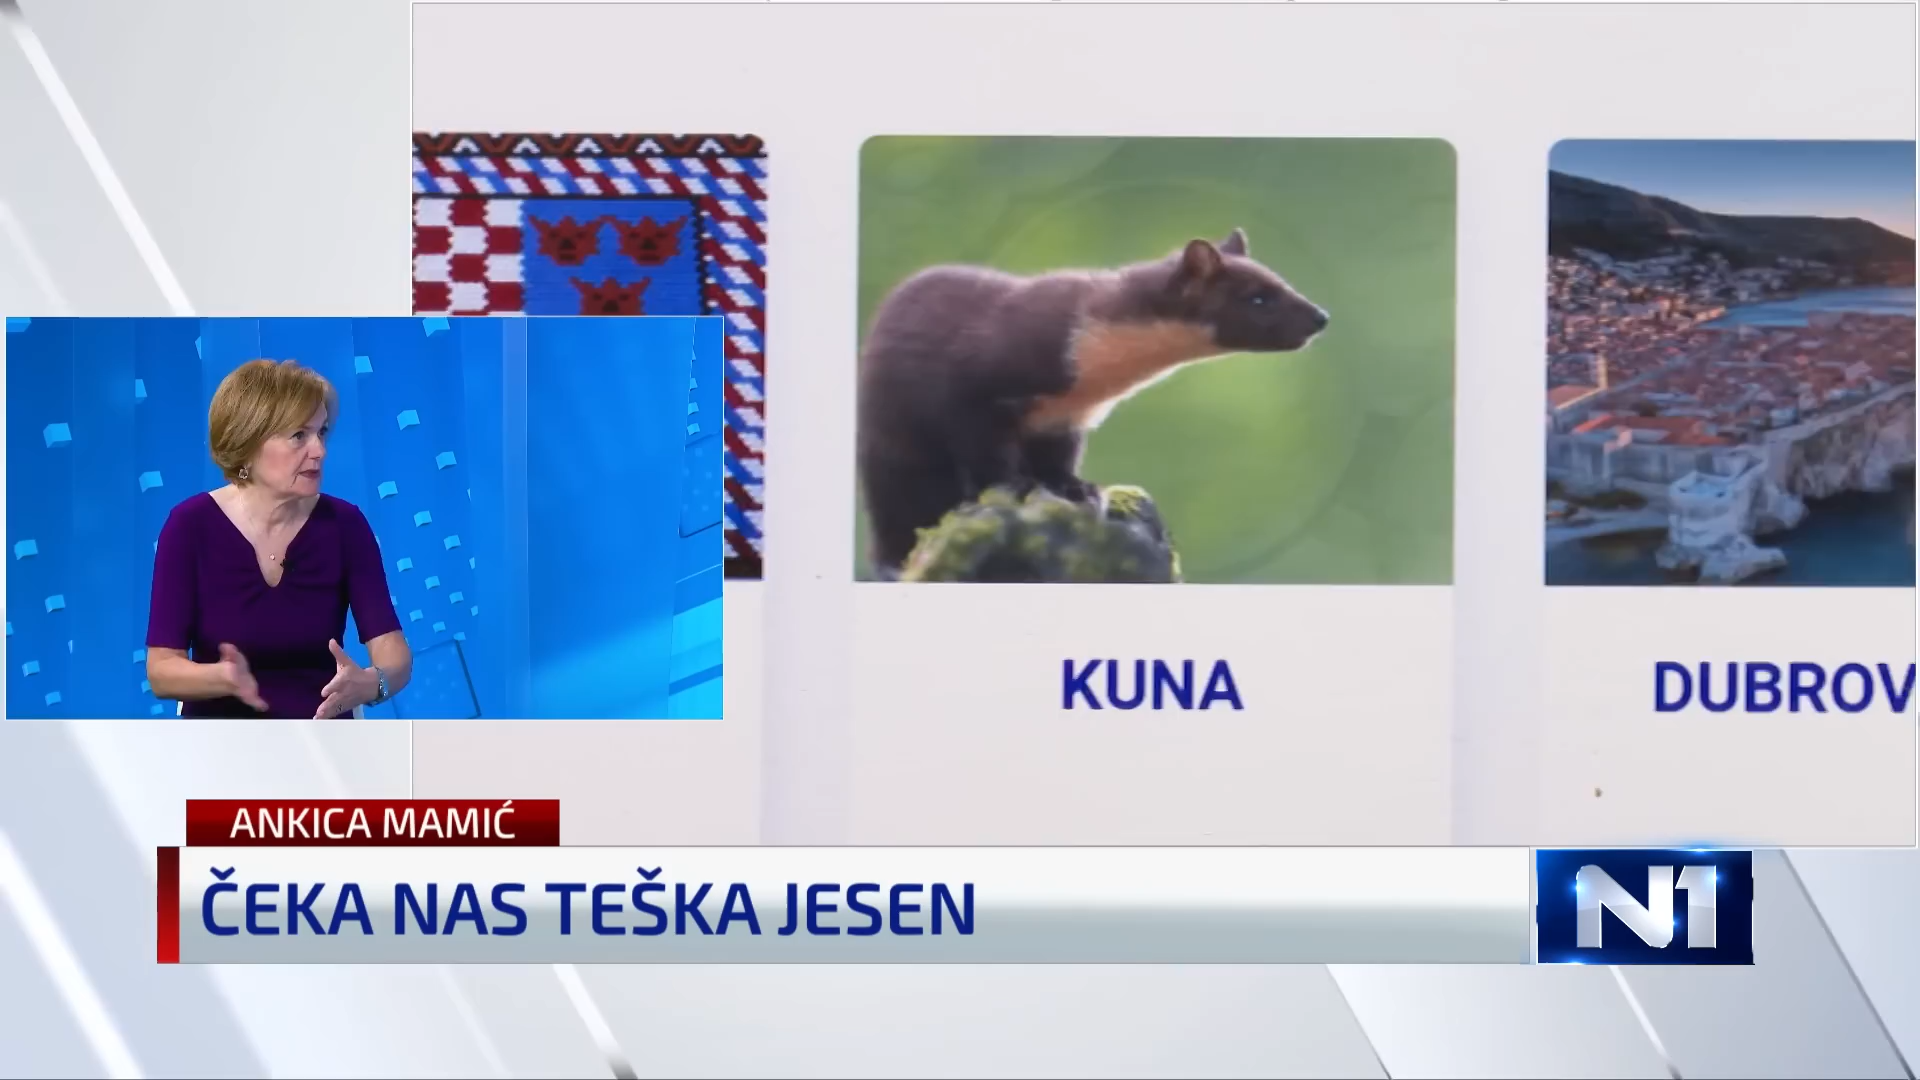 KUNA
DUBROV
ANKICA MAMIĆ
ČEKA NAS TEŠKA JESEN
N1